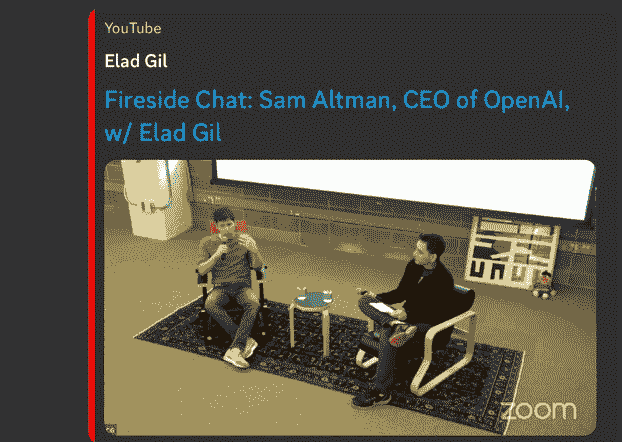 YouTube
Elad Gil
Fireside Chat: Sam Altman, CEO of OpenAI,
w/ Elad Gil
zoom